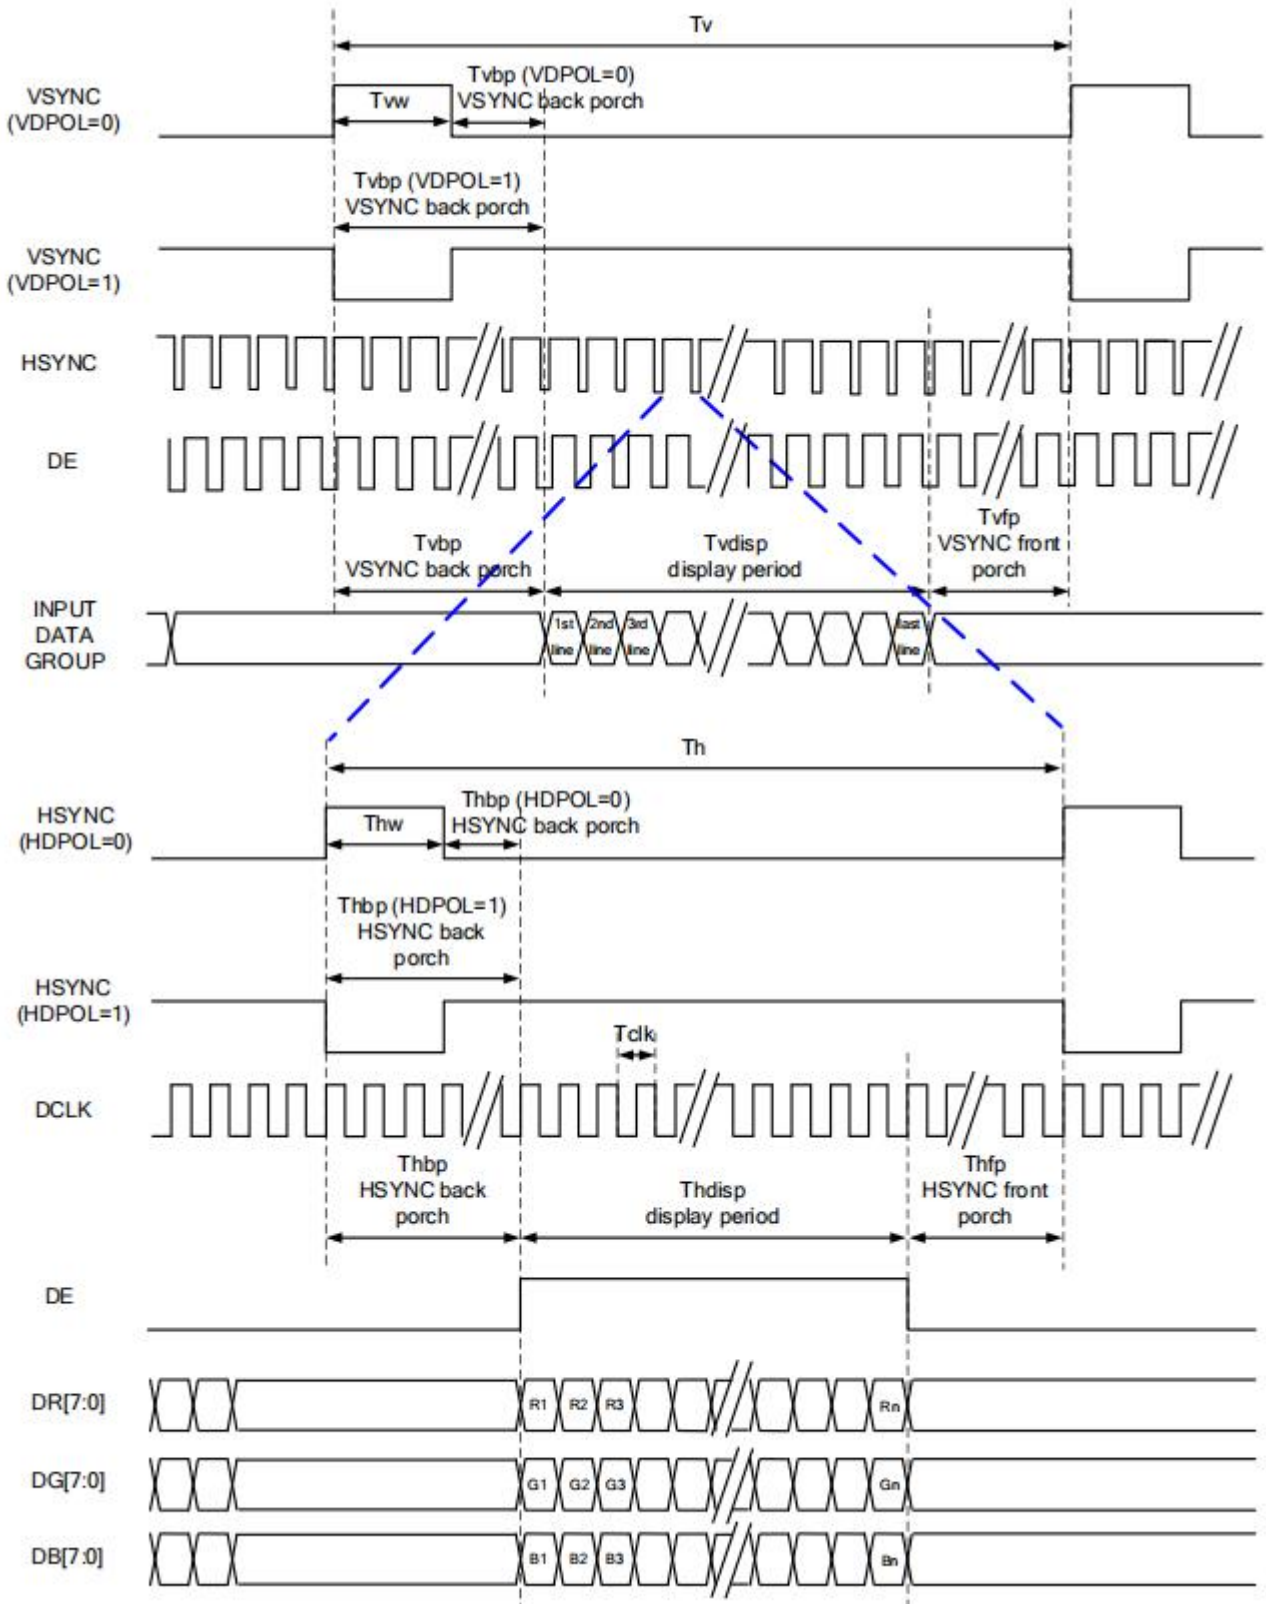 Tv
VSYNC
(VDPOL=0)
Tvw
Tvbp (VDPOL=0)
VSYNC back porch
Tvbp (VDPOL=1)
VSYNC back porch
VSYNC
(VDPOL=1)
HSYNC
DE
Tvbp
VSYNC back porch
Tvdisp
display period
Tvfp
VSYNC front
porch
INPUT
DATA
GROUP
1st
line
2nd
line
3rd
line
last
line
Th
HSYNC
(HDPOL=0)
Thw
Thbp (HDPOL=0)
HSYNC back porch
Thbp (HDPOL=1)
HSYNC back
porch
HSYNC
(HDPOL=1)
Tclk
DCLK
Thbp
HSYNC back
porch
Thdisp
display period
Thfp
HSYNC front
porch
DE
DR[7:0]
R1 R2 R3 Rn
DG[7:0]
G1 G2 G3 Gn
DB[7:0]
B1 B2 B3 Bn